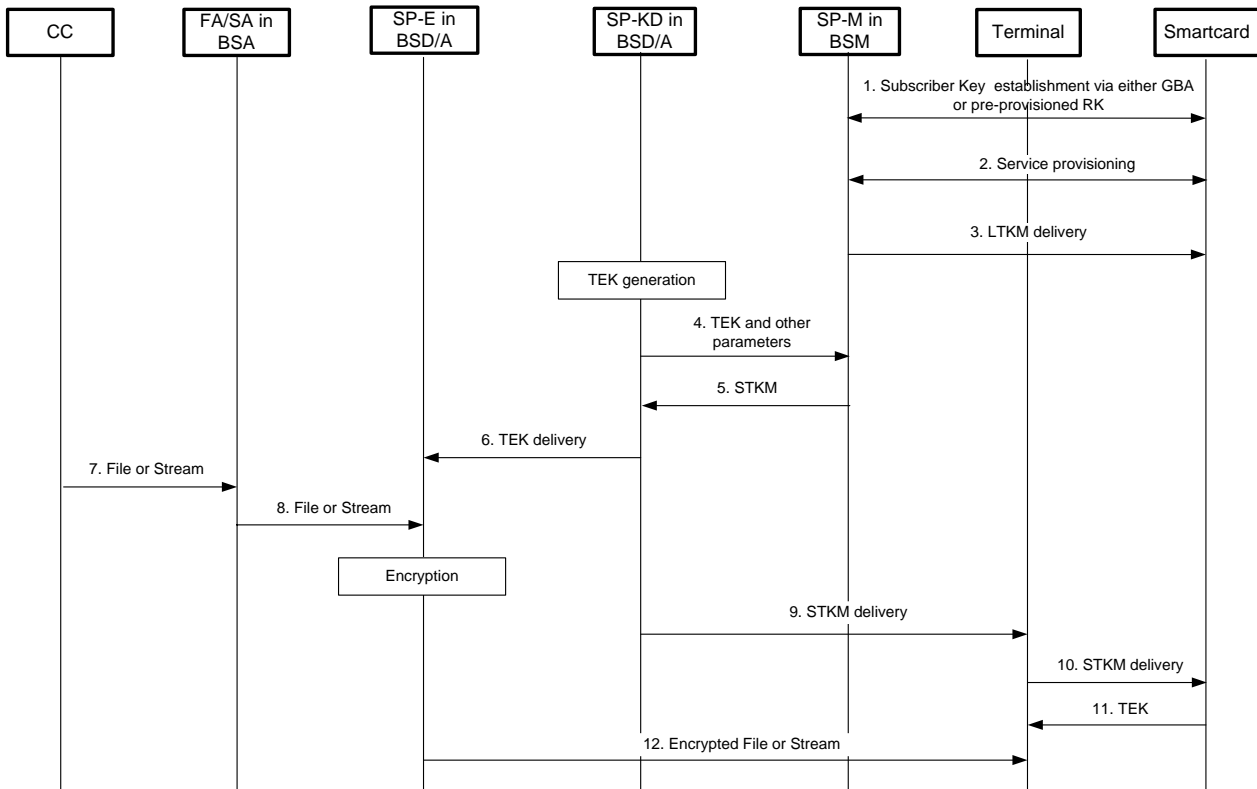 CC
FA/SA in
BSA
SP-E in
BSD/A
SP-KD in
BSD/A
SP-M in
BSM
Terminal
Smartcard
1. Subscriber Key establishment via either GBA
or pre-provisioned RK
2. Service provisioning
3. LTKM delivery
TEK generation
4. TEK and other
parameters
5. STKM
6. TEK delivery
7. File or Stream
8. File or Stream
Encryption
9. STKM delivery
10. STKM delivery
11. TEK
12. Encrypted File or Stream